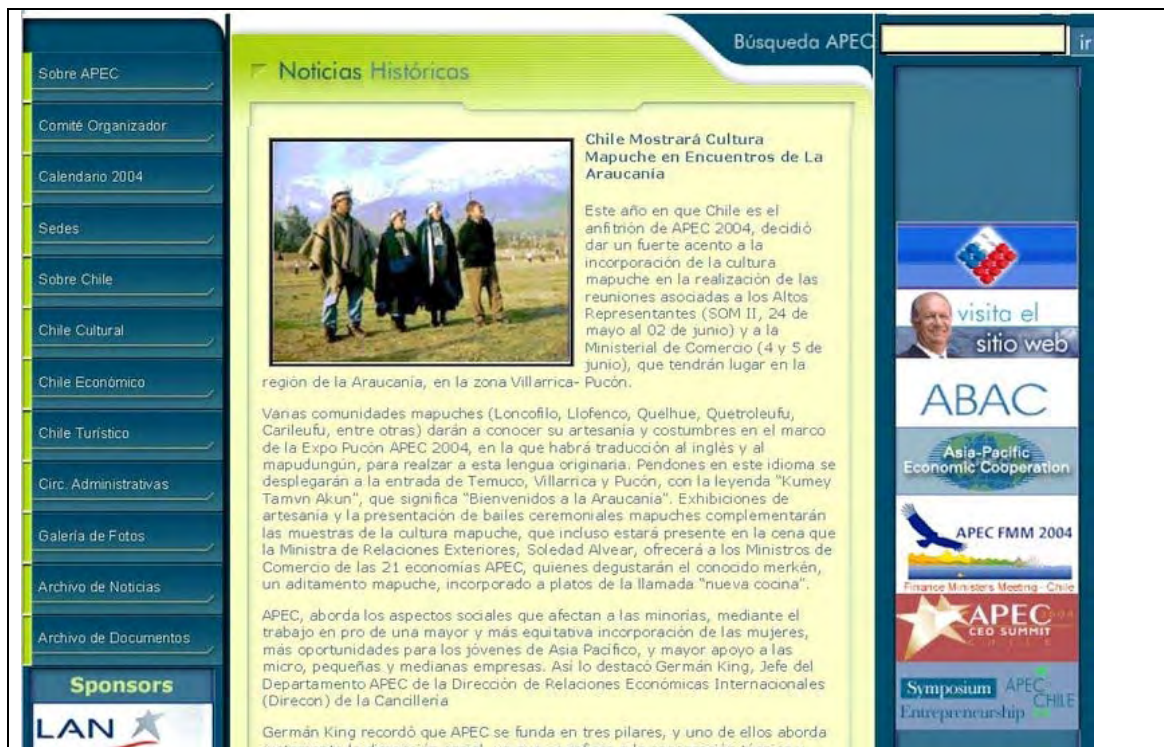 Búsqueda APEC
ir
Sobre APEC
Comité Organizador
Calendario 2004
Sedes
Sobre Chile
Chile Cultural
Chile Económico
Chile Turístico
Circ. Administrativas
Galería de Fotos
Archivo de Noticias
Archivo de Documentos
Sponsors
LAN
Noticias Históricas
Chile Mostrará Cultura
Mapuche en Encuentros de La
Araucanía
Este año en que Chile es el
anfitrión de APEC 2004, decidió
dar un fuerte acento a la
incorporación de la cultura
mapuche en la realización de las
reuniones asociadas a los Altos
Representantes (SOM II, 24 de
mayo al 02 de junio) y a la
Ministerial de Comercio (4 y 5 de
junio), que tendrán lugar en la
región de la Araucanía, en la zona Villarrica- Pucón.
Varias comunidades mapuches (Loncofilo, Llofenco, Quelhue, Quetroleufu,
Carileufu, entre otras) darán a conocer su artesanía y costumbres en el marco
de la Expo Pucón APEC 2004, en la que habrá traducción al inglés y al
mapudungún, para realzar a esta lengua originaria. Pendones en este idioma se
desplegarán a la entrada de Temuco, Villarrica y Pucón, con la leyenda "Kumey
Tamvn Akun", que significa "Bienvenidos a la Araucanía". Exhibiciones de
artesanía y la presentación de bailes ceremoniales mapuches complementarán
las muestras de la cultura mapuche, que incluso estará presente en la cena que
la Ministra de Relaciones Exteriores, Soledad Alvear, ofrecerá a los Ministros de
Comercio de las 21 economías APEC, quienes degustarán el conocido merkén,
un aditamento mapuche, incorporado a platos de la llamada "nueva cocina".
APEC, aborda los aspectos sociales que afectan a las minorías, mediante el
trabajo en pro de una mayor y más equitativa incorporación de las mujeres,
más oportunidades para los jóvenes de Asia Pacífico, y mayor apoyo a las
micro, pequeñas y medianas empresas. Así lo destacó Germán King, Jefe del
Departamento APEC de la Dirección de Relaciones Económicas Internacionales
(Direcon) de la Cancillería
Germán King recordó que APEC se funda en tres pilares, y uno de ellos aborda
visita el
sitio web
ABAC
Asia-Pacific
Economic Cooperation
APEC FMM 2004
Finance Ministers Meeting - Chile
APEC 2004
CEO SUMMIT
CHILE
Symposium APEC
CHILE
Entrepreneurship